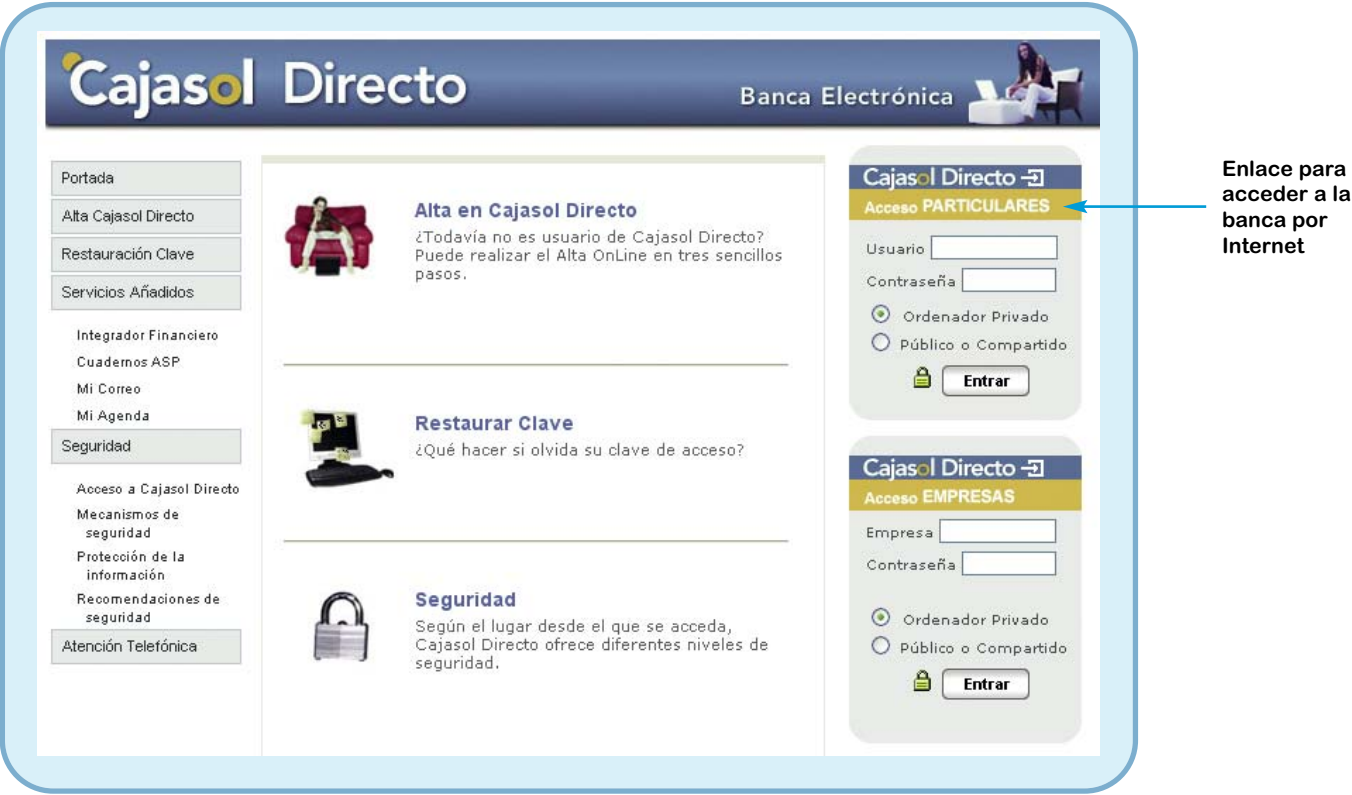 Cajasol Directo
Banca Electrónica
Portada
Alta Cajasol Directo
Restauración Clave
Servicios Añadidos
Integrador Financiero
Cuadernos ASP
Mi Correo
Mi Agenda
Seguridad
Acceso a Cajasol Directo
Mecanismos de
seguridad
Protección de la
información
Recomendaciones de
seguridad
Atención Telefónica
Alta en Cajasol Directo
¿Todavía no es usuario de Cajasol Directo?
Puede realizar el Alta OnLine en tres sencillos
pasos.
Restaurar Clave
¿Qué hacer si olvida su clave de acceso?
Seguridad
Según el lugar desde el que se acceda,
Cajasol Directo ofrece diferentes niveles de
seguridad.
Cajasol Directo
Acceso PARTICULARES
Usuario
Contraseña
Ordenador Privado
Público o Compartido
Entrar
Cajasol Directo
Acceso EMPRESAS
Empresa
Contraseña
Ordenador Privado
Público o Compartido
Entrar
Enlace para
acceder a la
banca por
Internet